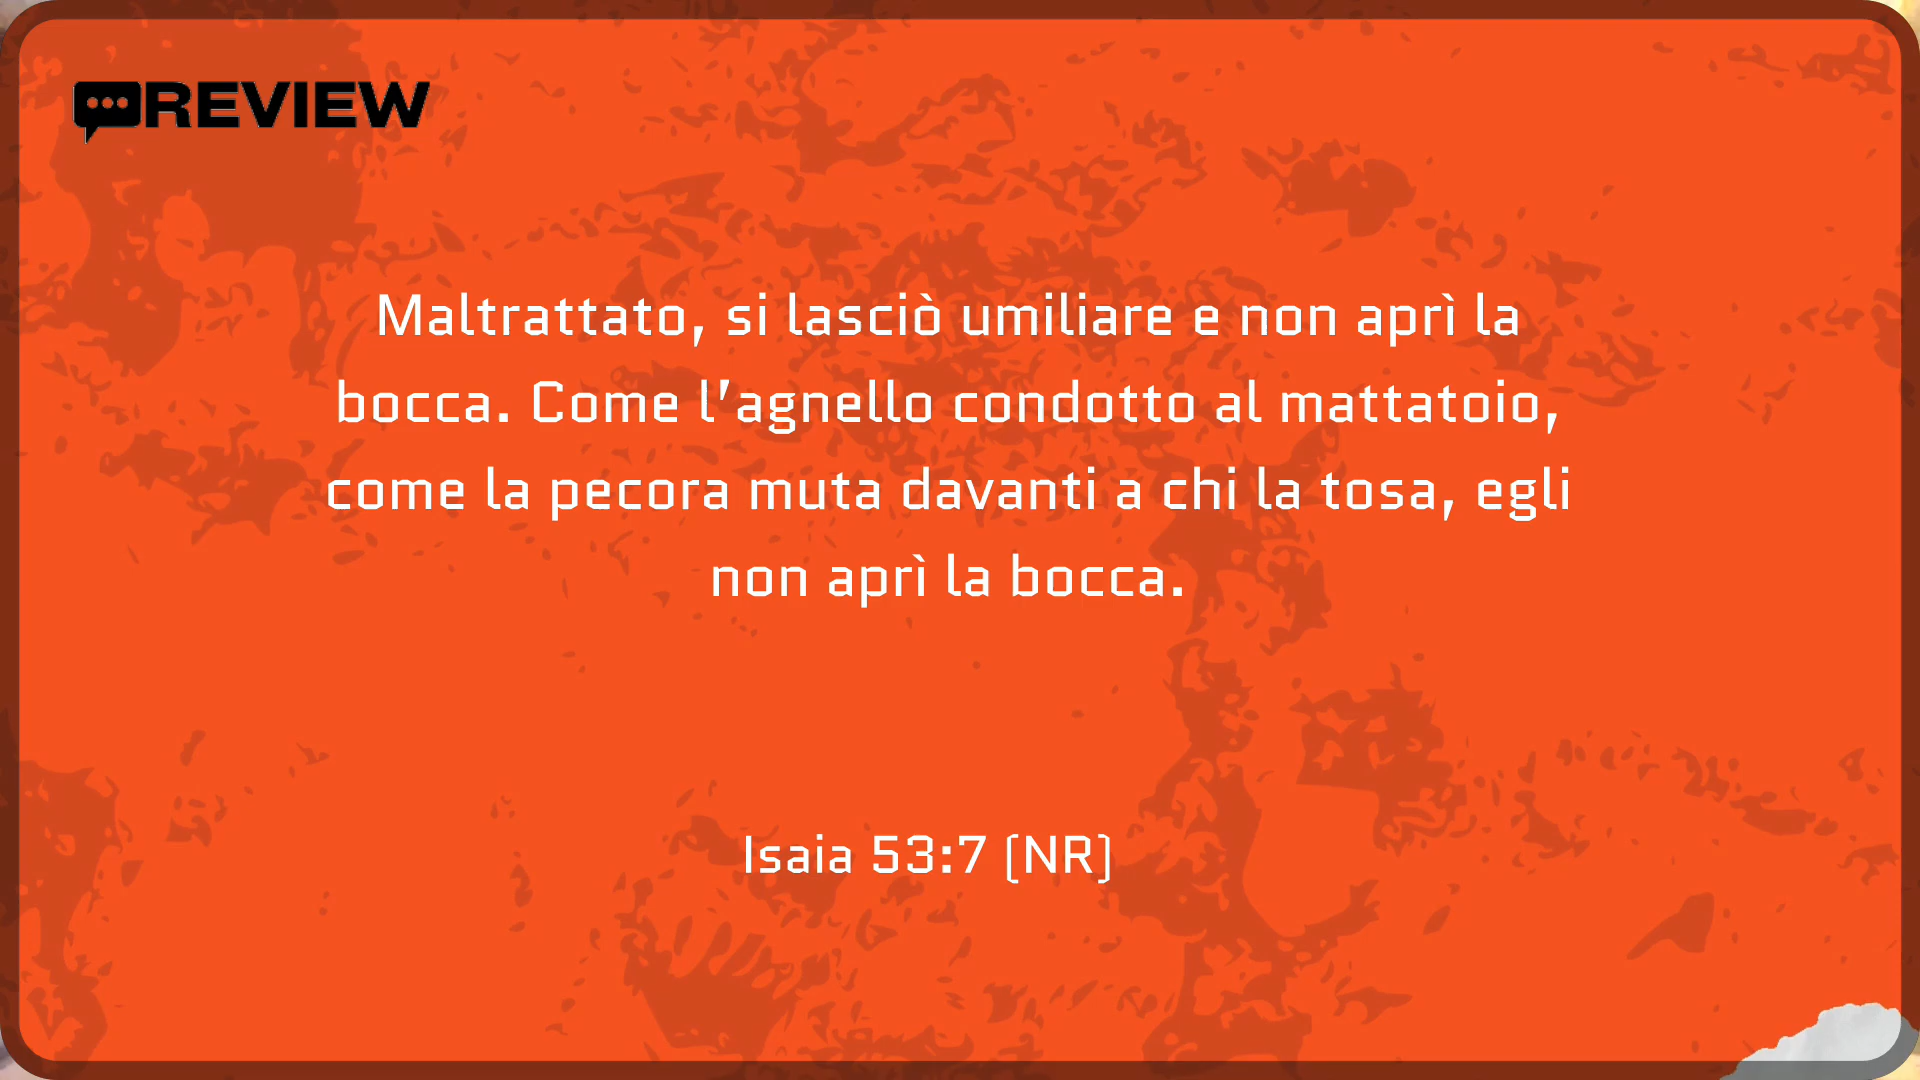 REVIEW
Maltrattato, si lasciò umiliare e non aprì la
bocca. Come l'agnello condotto al mattatoio,
come la pecora muta davanti a chi la tosa, egli
non aprì la bocca.
Isaia 53:7 (NR)